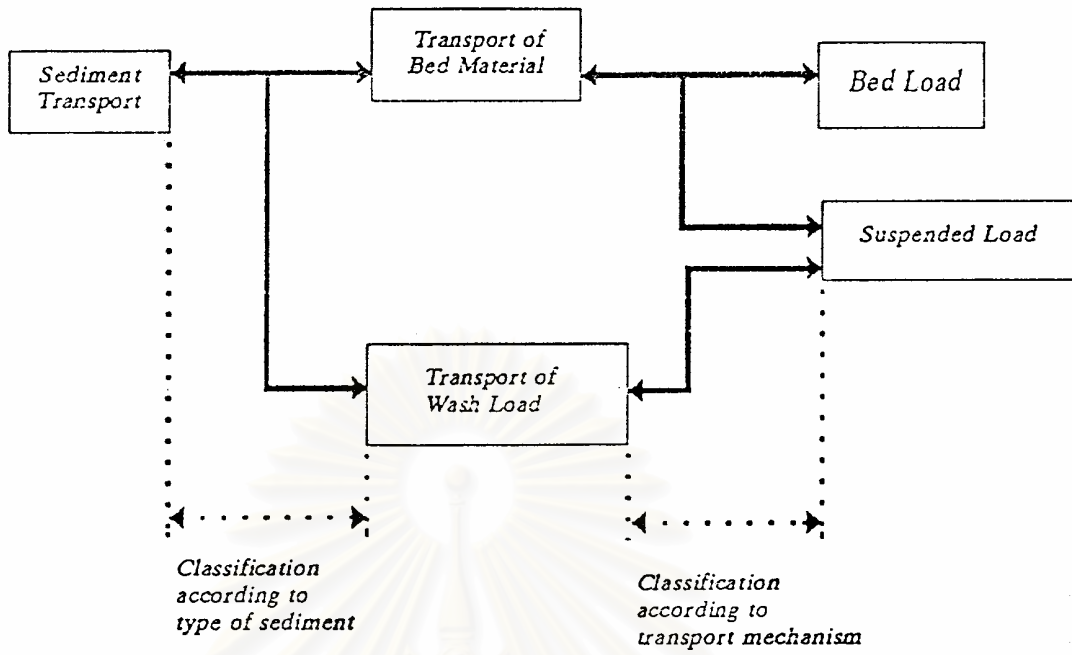 Sediment
Transport
Transport of
Bed Material
Bed Load
Suspended Load
Transport of
Wash Load
Classification
according to
type of sediment
Classification
according to
transport mechanism